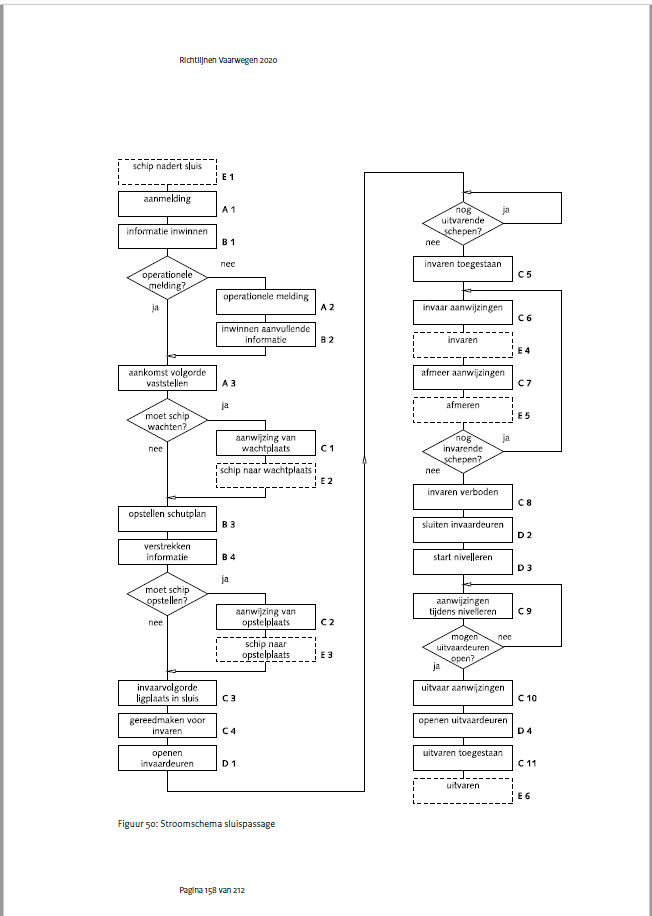 Richtlijnen Vaarwegen 2020
schip nadert sluis
E 1
aanmelding
A 1
informatie inwinnen
B 1
operationele
melding?
nee
ja
operationele melding
A 2
inwinnen aanvullende
informatie
B 2
aankomst volgorde
vaststellen
A 3
moet schip
wachten?
ja
nee
aanwijzing van
wachtplaats
C 1
schip naar wachtplaats
E 2
opstellen schutplan
B 3
verstrekken
informatie
B 4
moet schip
opstellen?
ja
nee
aanwijzing van
opstelplaats
C 2
schip naar
opstelplaats
E 3
invaarvolgorde
ligplaats in sluis
C 3
gereedmaken voor
invaren
C 4
openen
invaardeuren
D 1
nog
uitvarende
schepen?
ja
nee
invaren toegestaan
C 5
invaar aanwijzingen
C 6
invaren
E 4
afmeer aanwijzingen
C 7
afmeren
E 5
nog
invarende
schepen?
ja
nee
invaren verboden
C 8
sluiten invaardeuren
D 2
start nivelleren
D 3
aanwijzingen
tijdens nivelleren
C 9
mogen
uitvaardeuren
open?
nee
ja
uitvaar aanwijzingen
C 10
openen uitvaardeuren
D 4
uitvaren toegestaan
C 11
uitvaren
E 6
Figuur 50: Stroomschema sluispassage
Pagina 158 van 212